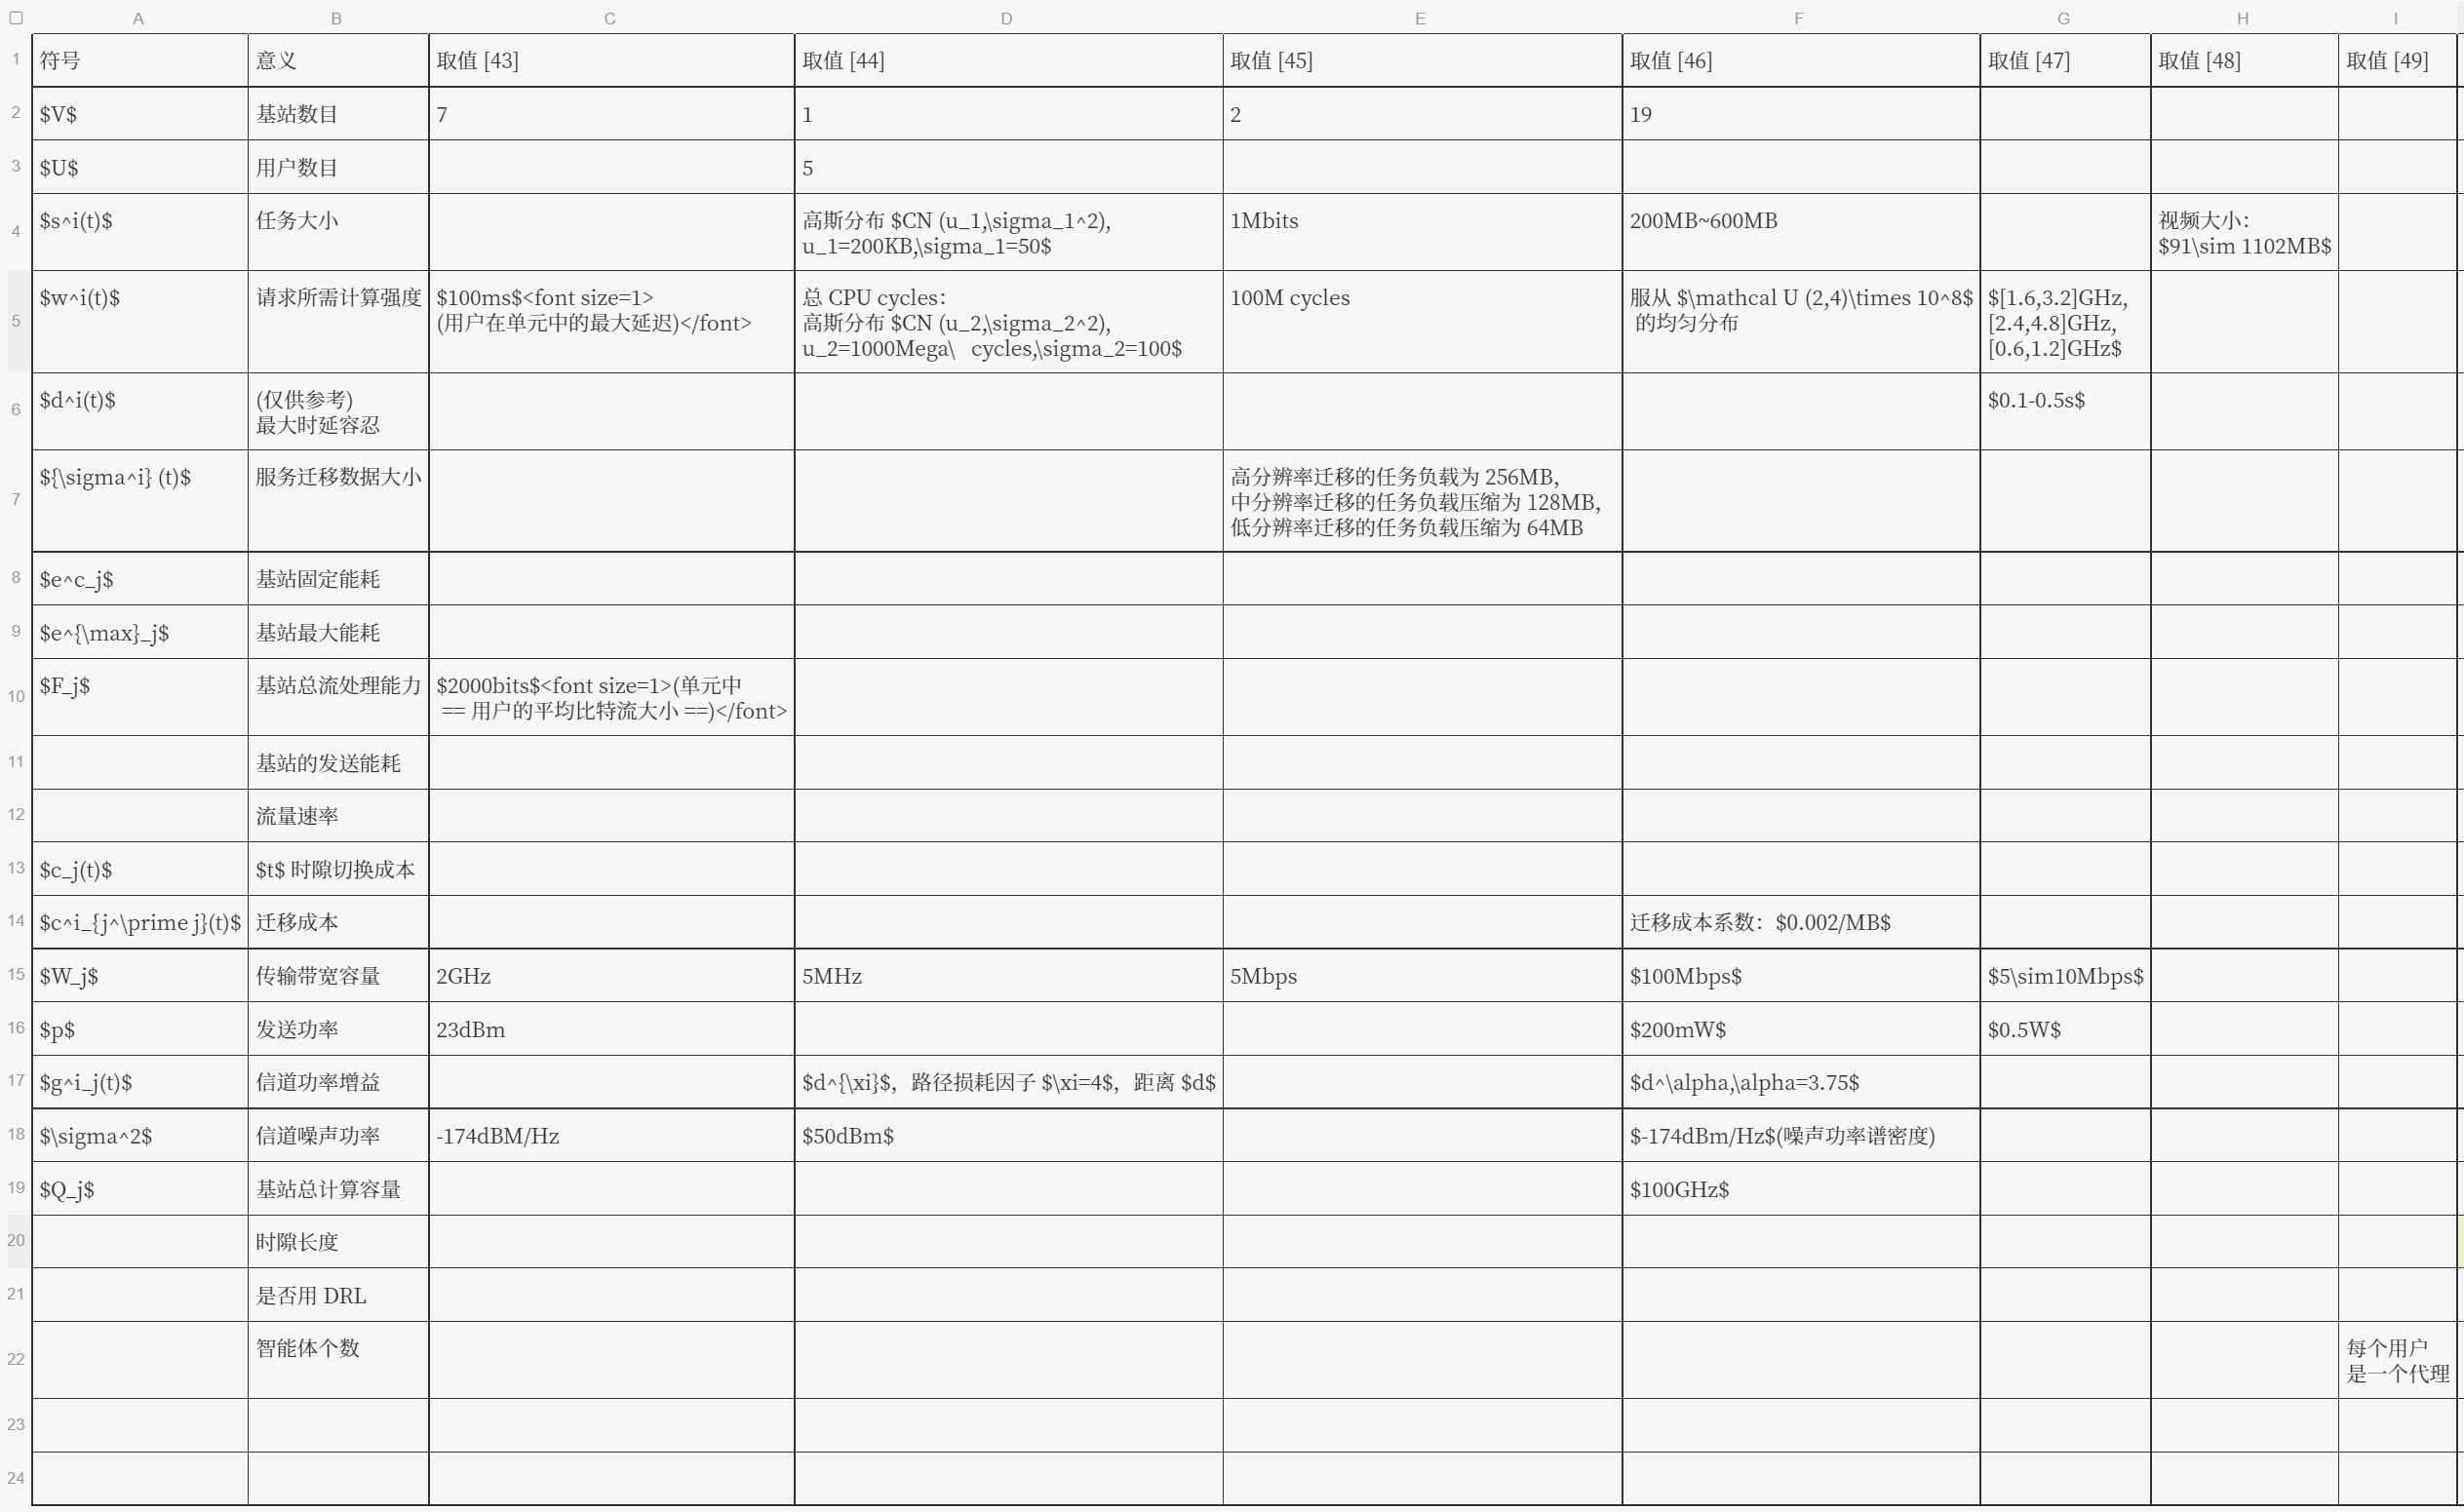 A B C D E F G H I
1 符号 意义 取值 [43] 取值 [44] 取值 [45] 取值 [46] 取值 [47] 取值 [48] 取值 [49]
2 $V$ 基站数目 7 1 2 19
3 $U$ 用户数目 5
4 $s^i(t)$ 任务大小 高斯分布 $CN (u_1,\sigma_1^2), 1Mbits 200MB~600MB 视频大小：
u_1=200KB,\sigma_1=50$ $91\sim 1102MB$
5 $w^i(t)$ 请求所需计算强度 $100ms$<font size=1> 总 CPU cycles： 100M cycles 服从 $\mathcal U (2,4)\times 10^8$ $[1.6,3.2]GHz,
(用户在单元中的最大延迟)</font> 高斯分布 $CN (u_2,\sigma_2^2), 的均匀分布 [2.4,4.8]GHz,
u_2=1000Mega\ cycles,\sigma_2=100$ [0.6,1.2]GHz$
6 $d^i(t)$ (仅供参考) $0.1-0.5s$
最大时延容忍
7 ${\sigma^i} (t)$ 服务迁移数据大小 高分辨率迁移的任务负载为 256MB，
中分辨率迁移的任务负载压缩为 128MB，
低分辨率迁移的任务负载压缩为 64MB
8 $e^c_j$ 基站固定能耗
9 $e^{\max}_j$ 基站最大能耗
10 $F_j$ 基站总流处理能力 $2000bits$<font size=1>(单元中
== 用户的平均比特流大小 ==)</font>
11 基站的发送能耗
12 流量速率
13 $c_j(t)$ $t$ 时隙切换成本
14 $c^i_{j^\prime j}(t)$ 迁移成本 迁移成本系数：$0.002/MB$
15 $W_j$ 传输带宽容量 2GHz 5MHz 5Mbps $100Mbps$ $5\sim10Mbps$
16 $p$ 发送功率 23dBm $200mW$ $0.5W$
17 $g^i_j(t)$ 信道功率增益 $d^{\xi}$，路径损耗因子 $\xi=4$，距离 $d$ $d^\alpha,\alpha=3.75$
18 $\sigma^2$ 信道噪声功率 -174dBM/Hz $50dBm$ $-174dBm/Hz$(噪声功率谱密度)
19 $Q_j$ 基站总计算容量 $100GHz$
20 时隙长度
21 是否用 DRL
22 智能体个数 每个用户
是一个代理
23
24